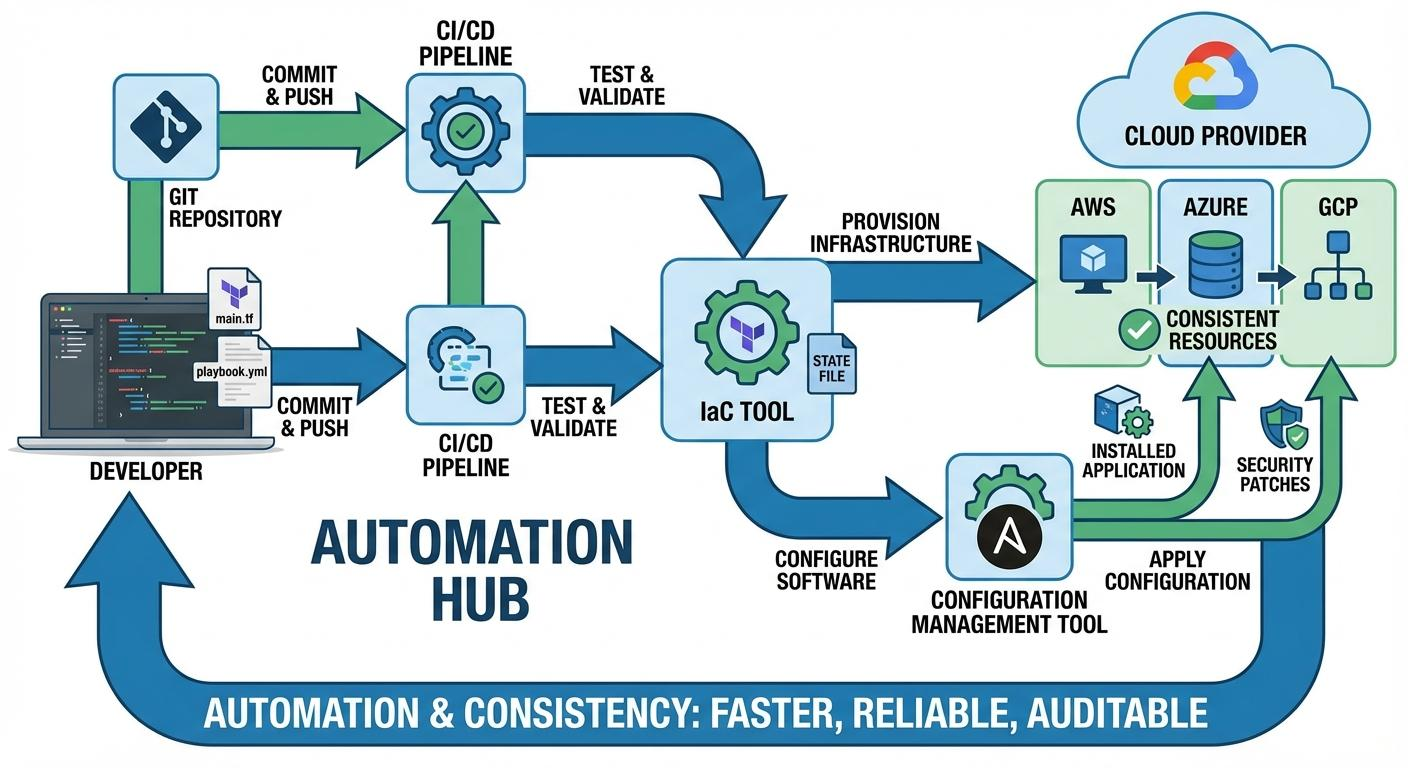 CI/CD
PIPELINE
COMMIT
& PUSH
TEST &
VALIDATE
CLOUD PROVIDER
GIT
REPOSITORY
AWS
AZURE
GCP
PROVISION
INFRASTRUCTURE
main.tf
CONSISTENT
RESOURCES
playbook.yml
STATE
FILE
COMMIT
& PUSH
TEST &
VALIDATE
IaC TOOL
CI/CD
PIPELINE
DEVELOPER
INSTALLED
APPLICATION
SECURITY
PATCHES
AUTOMATION
HUB
CONFIGURE
SOFTWARE
APPLY
CONFIGURATION
CONFIGURATION
MANAGEMENT TOOL
AUTOMATION & CONSISTENCY: FASTER, RELIABLE, AUDITABLE